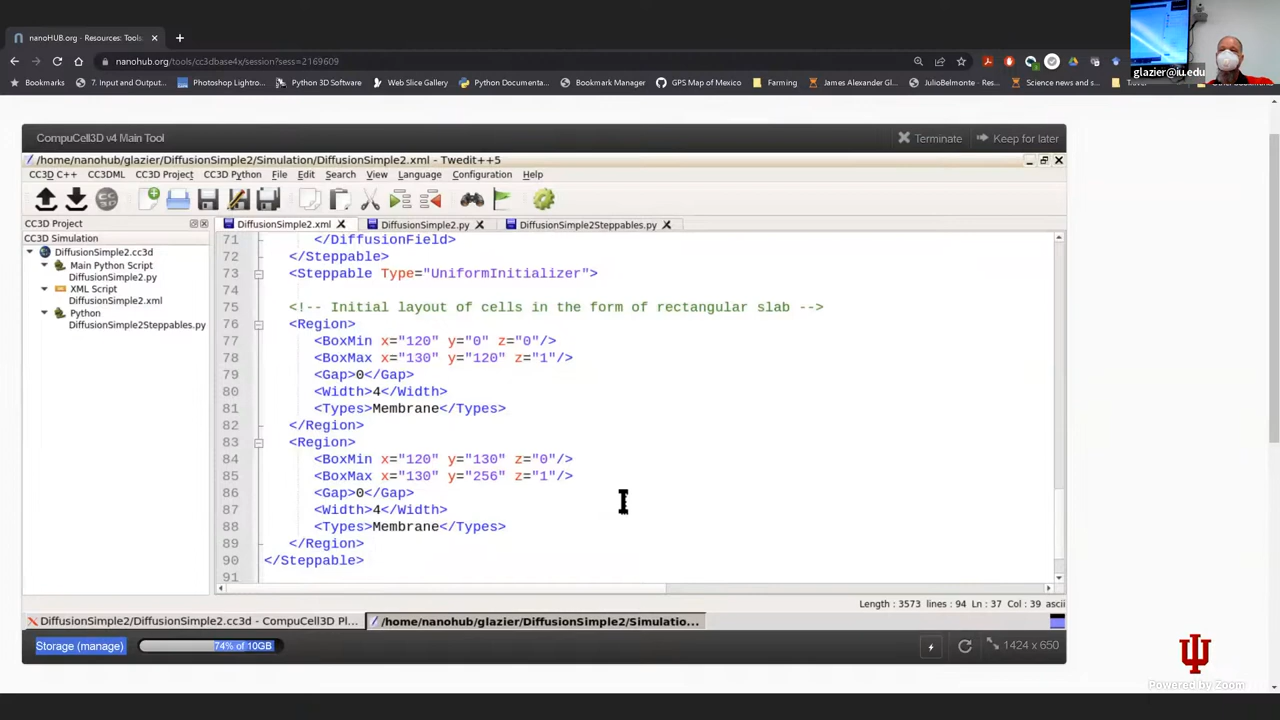 nanoHUB.org - Resources: Tools:
nanohub.org/tools/cc3dbase4x/session?sess=2169609
glazier@iu.edu
Bookmarks
7. Input and Output...
Photoshop Lightro...
Python 3D Software
Web Slice Gallery
Python Documenta...
Bookmark Manager
GPS Map of Mexico
Farming
James Alexander Gl...
JulioBelmonte - Over...
Science news and s...
Travel
CompuCell3D v4 Main Tool
Terminate
Keep for later
/home/nanohub/glazier/DiffusionSimple2/Simulation/DiffusionSimple2.xml - Twedit++5
CC3D C++ CC3DML CC3D Project CC3D Python File Edit Search View Language Configuration Help
CC3D Project
DiffusionSimple2.xml
DiffusionSimple2.py
DiffusionSimple2Steppables.py
CC3D Simulation
DiffusionSimple2.cc3d
Main Python Script
DiffusionSimple2.py
XML Script
DiffusionSimple2.xml
Python
DiffusionSimple2Steppables.py
71 </DiffusionField>
72 </Steppable>
73 <Steppable Type="UniformInitializer">
74
75 <!-- Initial layout of cells in the form of rectangular slab -->
76 <Region>
77 <BoxMin x="120" y="0" z="0"/>
78 <BoxMax x="130" y="120" z="1"/>
79 <Gap>0</Gap>
80 <Width>4</Width>
81 <Types>Membrane</Types>
82 </Region>
83 <Region>
84 <BoxMin x="120" y="130" z="0"/>
85 <BoxMax x="130" y="256" z="1"/>
86 <Gap>0</Gap>
87 <Width>4</Width>
88 <Types>Membrane</Types>
89 </Region>
90 </Steppable>
91
Length : 3573 lines : 94 Ln : 37 Col : 39 ascii
DiffusionSimple2/DiffusionSimple2.cc3d - CompuCell3D Pl...
/home/nanohub/glazier/DiffusionSimple2/Simulatio...
Storage (manage)
74% of 10GB
1424 x 650
Powered by Zoom